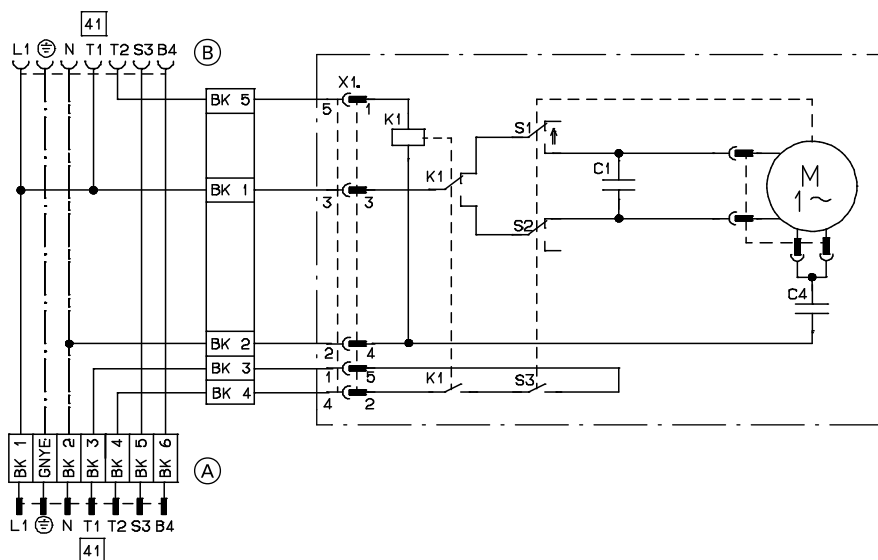 41
L1 N T1 T2 S3 B4 B
BK 5
X1.
5 1
K1
S1
C1
M
1~
BK 1
3 3
K1
S2
C4
BK 2
2 4
BK 3
1 5
BK 4
4 2
K1
S3
BK 1 GNYE BK 2 BK 3 BK 4 BK 5 BK 6 A
L1 N T1 T2 S3 B4
41